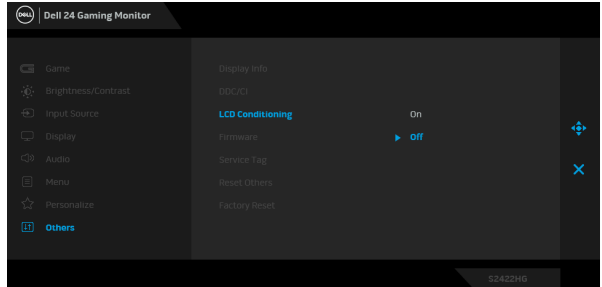 DELL Dell 24 Gaming Monitor
Game
Display Info
Brightness/Contrast
DDC/CI
Input Source
LCD Conditioning
On
Display
Firmware
Off
Audio
Service Tag
Menu
Reset Others
Personalize
Factory Reset
Others
S2422HG